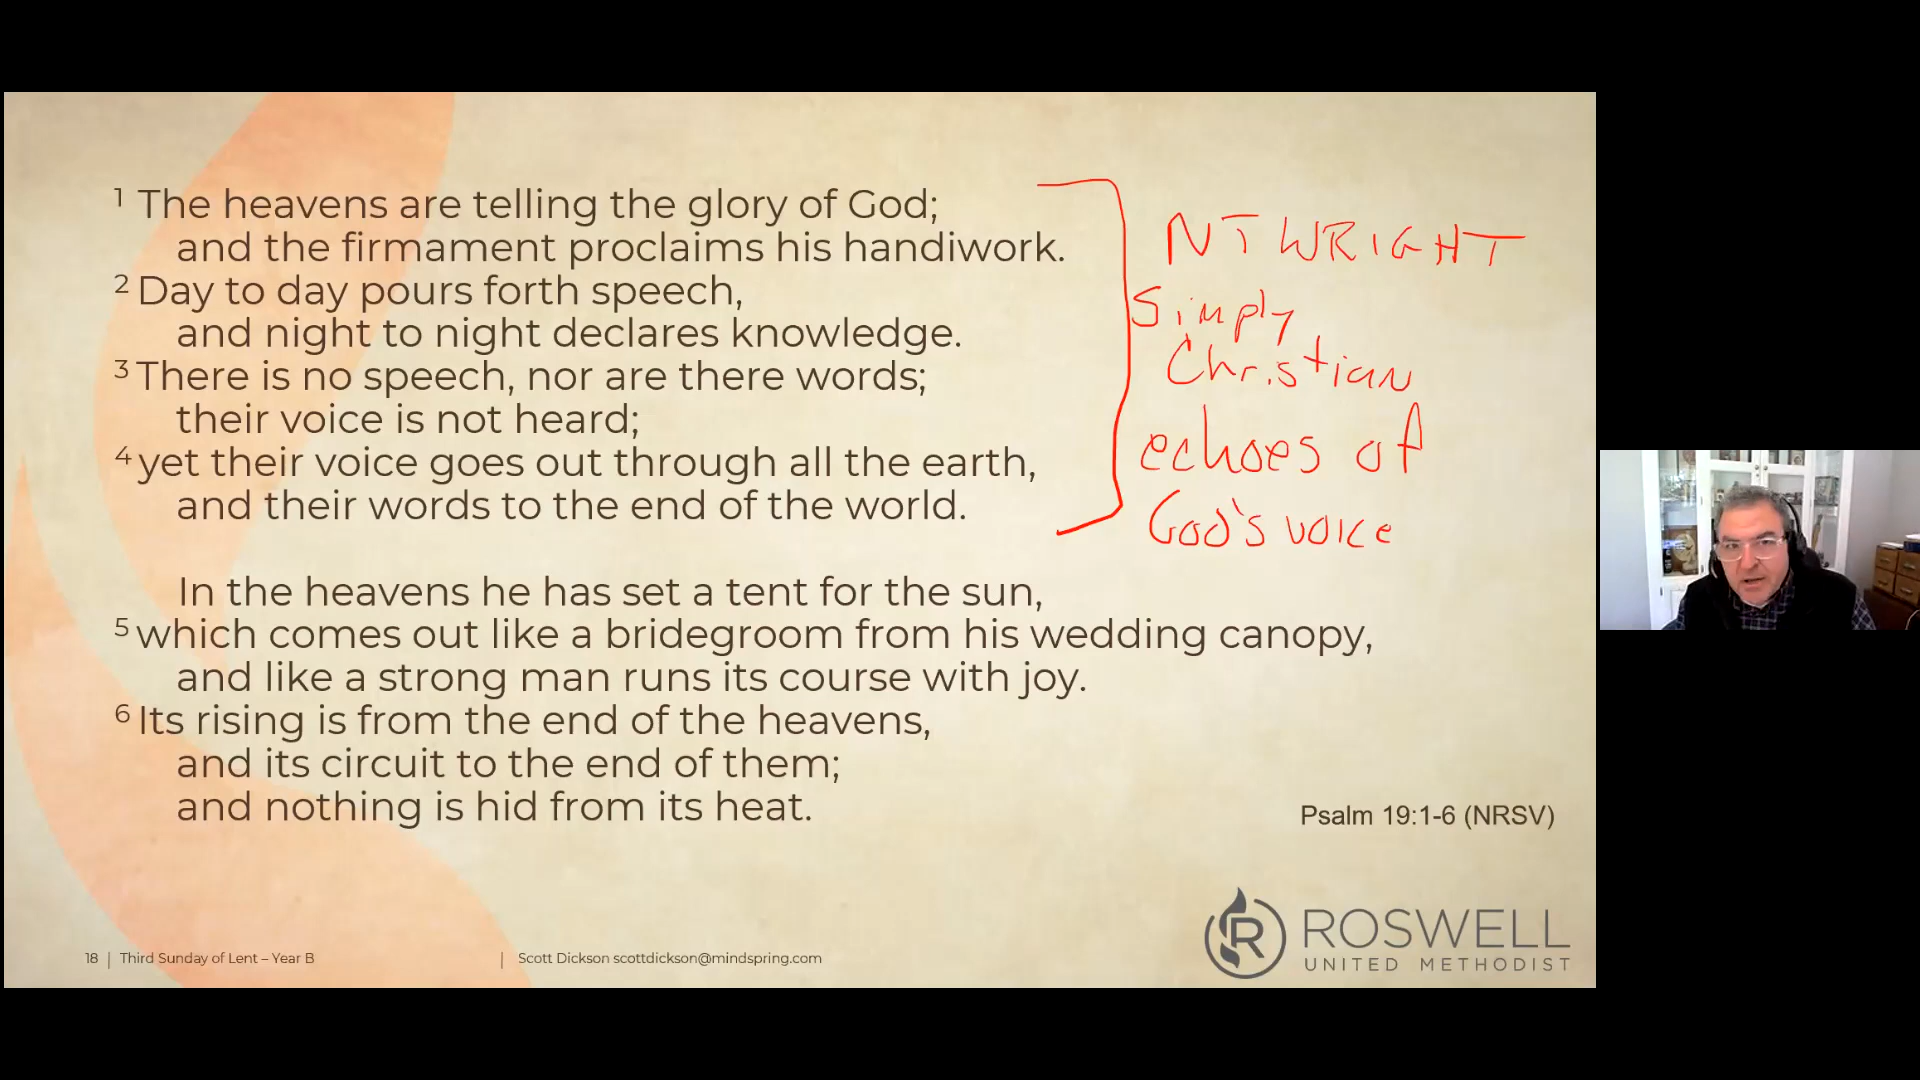 1 The heavens are telling the glory of God;
and the firmament proclaims his handiwork.
2 Day to day pours forth speech,
and night to night declares knowledge.
3 There is no speech, nor are there words;
their voice is not heard;
4 yet their voice goes out through all the earth,
and their words to the end of the world.
In the heavens he has set a tent for the sun,
5 which comes out like a bridegroom from his wedding canopy,
and like a strong man runs its course with joy.
6 Its rising is from the end of the heavens,
and its circuit to the end of them;
and nothing is hid from its heat.
NT WRIGHT
Simply
Christian
echoes of
God's voice
Psalm 19:1-6 (NRSV)
R ROSWELL
UNITED METHODIST
18 | Third Sunday of Lent – Year B | Scott Dickson scottdickson@mindspring.com